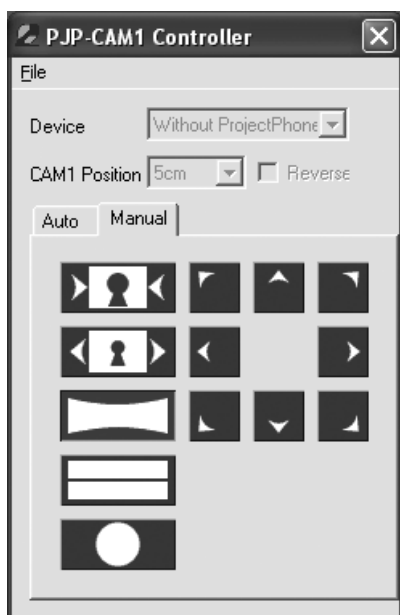 PJP-CAM1 Controller
File
Device
Without ProjectPhone
CAM1 Position
5cm
Reverse
Auto
Manual